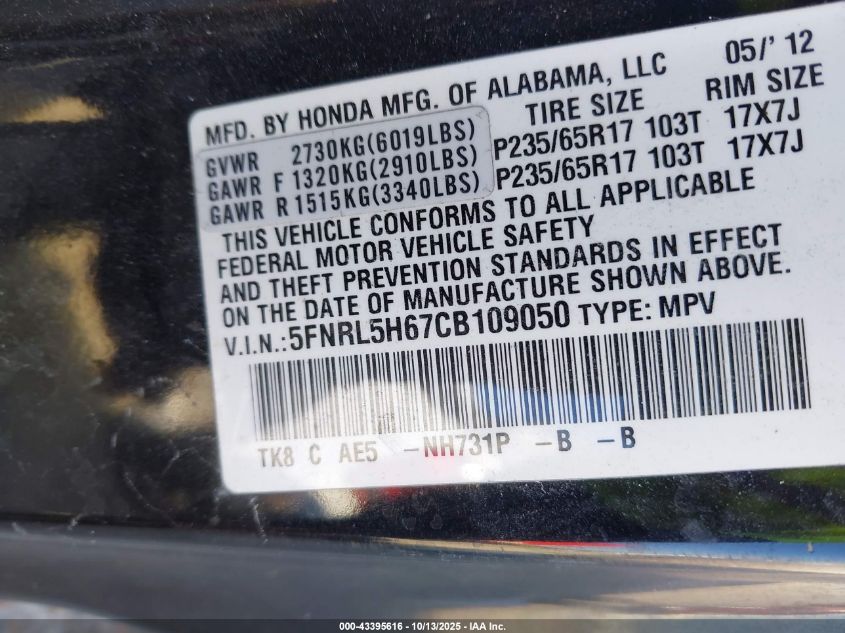 MFD. BY HONDA MFG. OF ALABAMA, LLC 05/' 12
TIRE SIZE RIM SIZE
GVWR 2730KG(6019LBS)
GAWR F 1320KG(2910LBS) P235/65R17 103T 17X7J
GAWR R 1515KG(3340LBS) P235/65R17 103T 17X7J
THIS VEHICLE CONFORMS TO ALL APPLICABLE
FEDERAL MOTOR VEHICLE SAFETY
AND THEFT PREVENTION STANDARDS IN EFFECT
ON THE DATE OF MANUFACTURE SHOWN ABOVE.
V.I.N.:5FNRL5H67CB109050 TYPE: MPV
TK8 C AE5 -NH731P -B -B
000-43395616 - 10/13/2025 - IAA Inc.